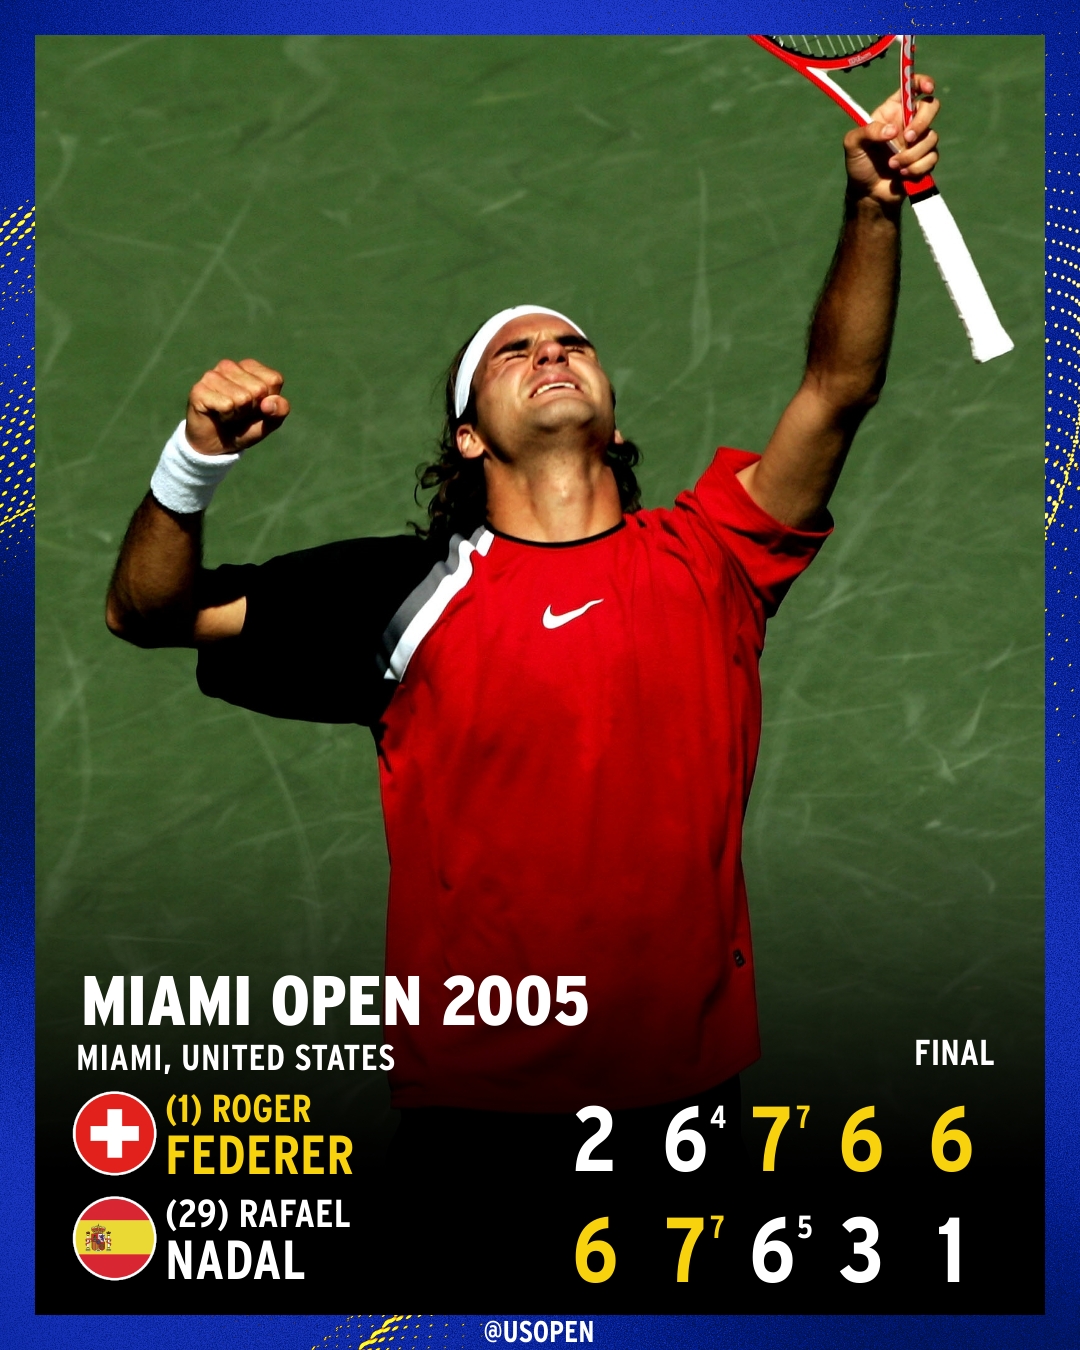 MIAMI OPEN 2005
MIAMI, UNITED STATES
FINAL
(1) ROGER
FEDERER
2 6⁴ 7⁷ 6 6
(29) RAFAEL
NADAL
6 7⁷ 6⁵ 3 1
@USOPEN